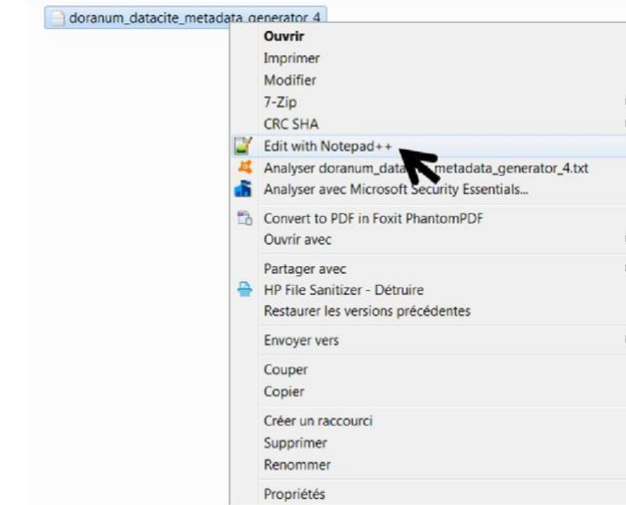 doranum_datacite_metadata_generator_4
Ouvrir
Imprimer
Modifier
7-Zip
CRC SHA
Edit with Notepad++
Analyser doranum_data metadata_generator_4.txt
Analyser avec Microsoft Security Essentials...
Convert to PDF in Foxit PhantomPDF
Ouvrir avec
Partager avec
HP File Sanitizer - Détruire
Restaurer les versions précédentes
Envoyer vers
Couper
Copier
Créer un raccourci
Supprimer
Renommer
Propriétés